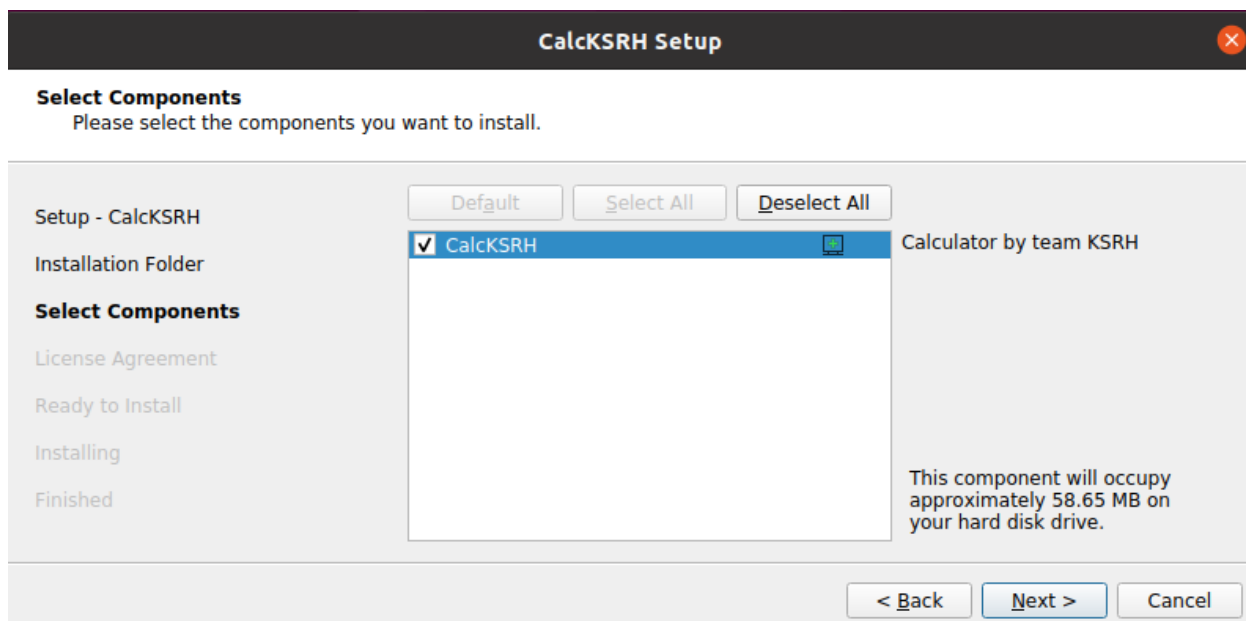 CalcKSRH Setup
Select Components
Please select the components you want to install.
Setup - CalcKSRH
Installation Folder
Select Components
License Agreement
Ready to Install
Installing
Finished
Default
Select All
Deselect All
CalcKSRH
Calculator by team KSRH
This component will occupy
approximately 58.65 MB on
your hard disk drive.
< Back
Next >
Cancel